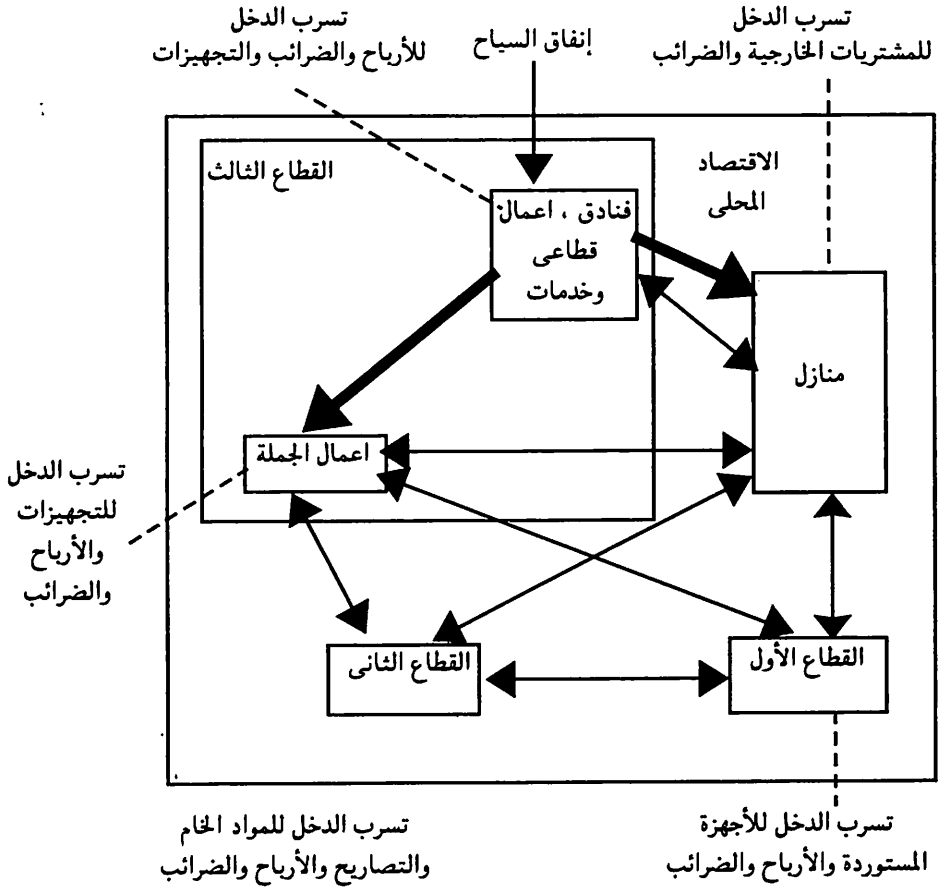 تسرب الدخل
للمشتريات الخارجية والضرائب
إنفاق السياح
تسرب الدخل
للأرباح والضرائب والتجهيزات
الاقتصاد
المحلى
القطاع الثالث
فنادق ، اعمال
قطاعى
وخدمات
منازل
اعمال الجملة
تسرب الدخل
للتجهيزات
والأرباح
والضرائب
القطاع الأول
القطاع الثانى
تسرب الدخل للأجهزة
المستوردة والأرباح والضرائب
تسرب الدخل للمواد الخام
والتصاريح والأرباح والضرائب